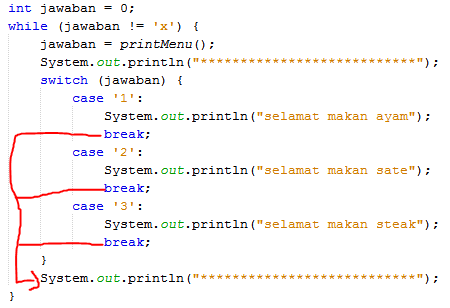 int jawaban = 0;
while (jawaban != 'x') {
    jawaban = printMenu();
    System.out.println("***************************");
    switch (jawaban) {
        case '1':
            System.out.println("selamat makan ayam");
            break;
        case '2':
            System.out.println("selamat makan sate");
            break;
        case '3':
            System.out.println("selamat makan steak");
            break;
    }
    System.out.println("***************************");
}